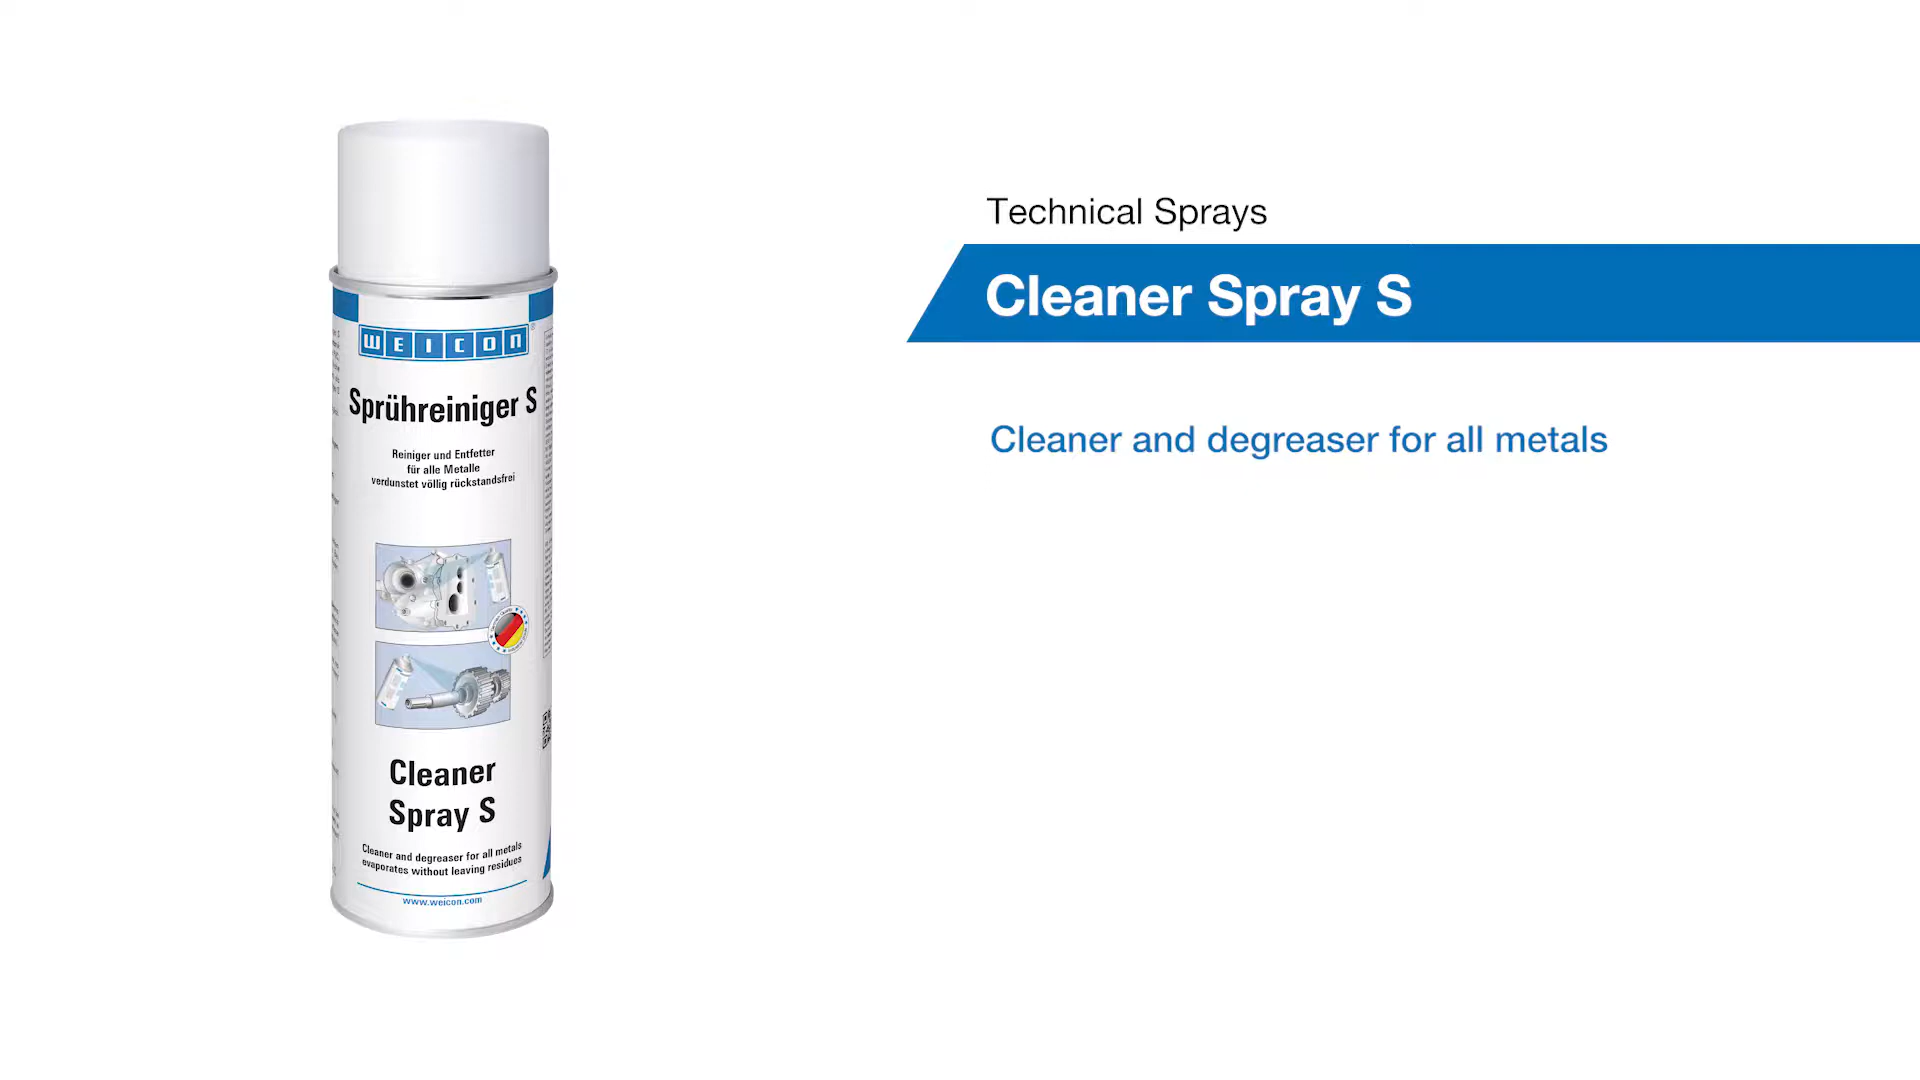 Technical Sprays
Cleaner Spray S
Cleaner and degreaser for all metals
WEICON
Sprühreiniger S
Reiniger und Entfetter
für alle Metalle
verdunstet völlig rückstandsfrei
Cleaner
Spray S
Cleaner and degreaser for all metals
evaporates without leaving residues
www.weicon.com